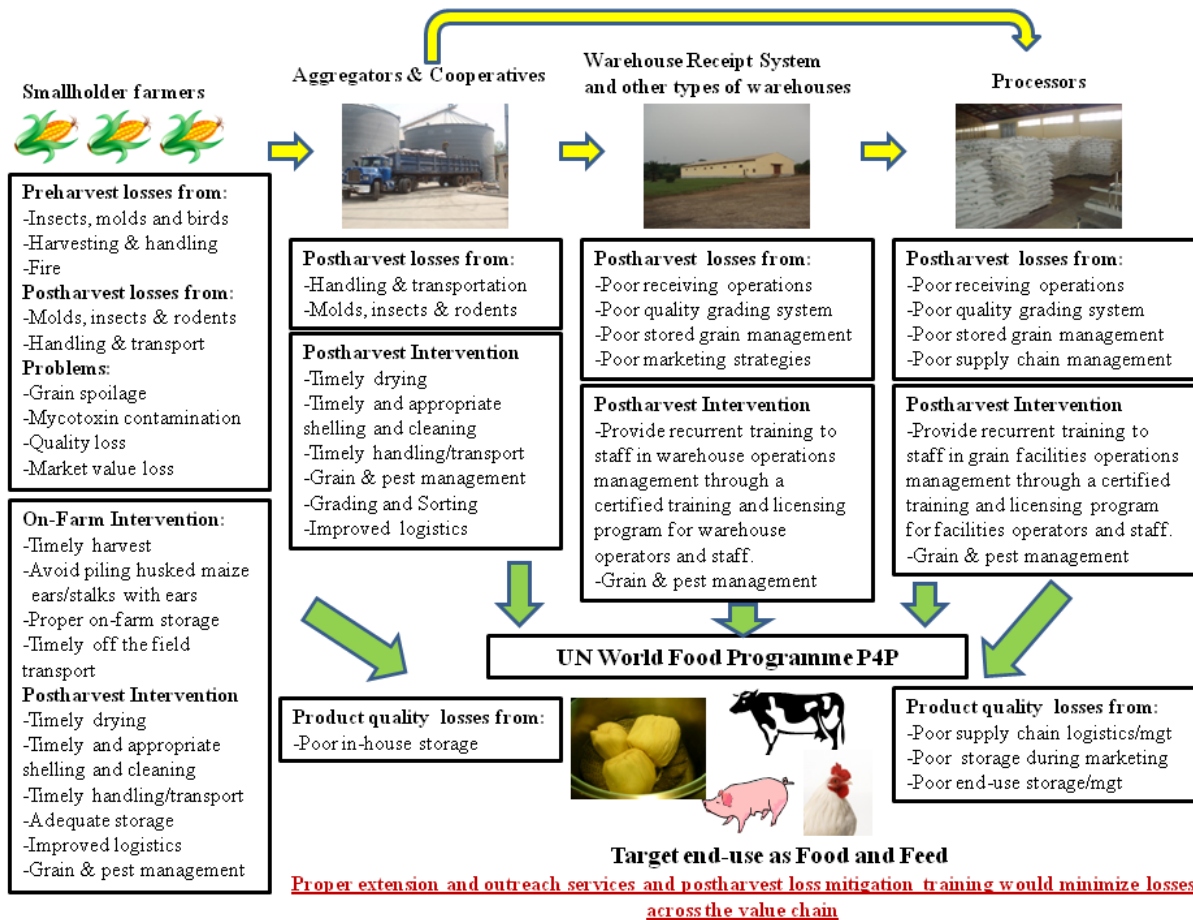 Smallholder farmers
Preharvest losses from:
-Insects, molds and birds
-Harvesting & handling
-Fire
Postharvest losses from:
-Molds, insects & rodents
-Handling & transport
Problems:
-Grain spoilage
-Mycotoxin contamination
-Quality loss
-Market value loss
On-Farm Intervention:
-Timely harvest
-Avoid piling husked maize
ears/stalks with ears
-Proper on-farm storage
-Timely off the field
transport
Postharvest Intervention
-Timely drying
-Timely and appropriate
shelling and cleaning
-Timely handling/transport
-Adequate storage
-Improved logistics
-Grain & pest management
Aggregators & Cooperatives
Postharvest losses from:
-Handling & transportation
-Molds, insects & rodents
Postharvest Intervention
-Timely drying
-Timely and appropriate
shelling and cleaning
-Timely handling/transport
-Grain & pest management
-Grading and Sorting
-Improved logistics
Warehouse Receipt System
and other types of warehouses
Postharvest losses from:
-Poor receiving operations
-Poor quality grading system
-Poor stored grain management
-Poor marketing strategies
Postharvest Intervention
-Provide recurrent training to
staff in warehouse operations
management through a
certified training and licensing
program for warehouse
operators and staff.
-Grain & pest management
Processors
Postharvest losses from:
-Poor receiving operations
-Poor quality grading system
-Poor stored grain management
-Poor supply chain management
Postharvest Intervention
-Provide recurrent training to
staff in grain facilities operations
management through a certified
training and licensing program
for facilities operators and staff.
-Grain & pest management
UN World Food Programme P4P
Product quality losses from:
-Poor in-house storage
Product quality losses from:
-Poor supply chain logistics/mgt
-Poor storage during marketing
-Poor end-use storage/mgt
Target end-use as Food and Feed
Proper extension and outreach services and postharvest loss mitigation training would minimize losses
across the value chain